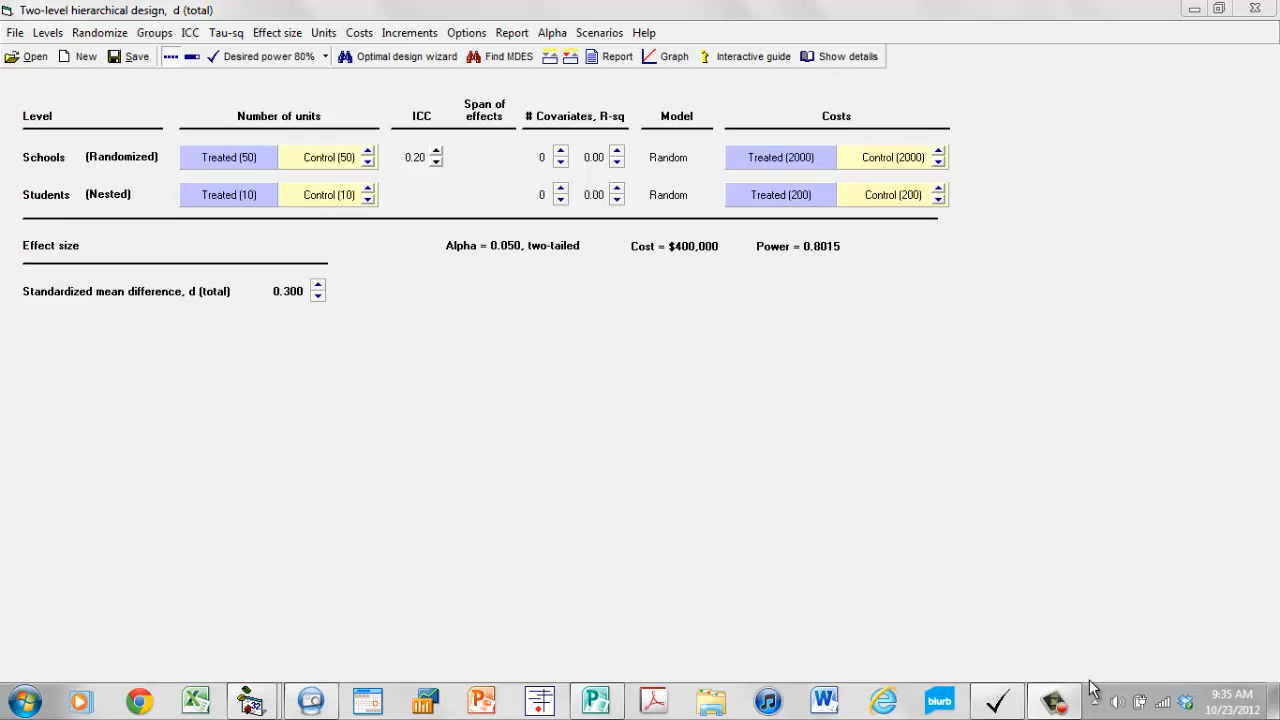 Two-level hierarchical design, d (total)
File Levels Randomize Groups ICC Tau-sq Effect size Units Costs Increments Options Report Alpha Scenarios Help
Open New Save Desired power 80% Optimal design wizard Find MDES Report Graph Interactive guide Show details
Level Number of units ICC Span of effects # Covariates, R-sq Model Costs
Schools (Randomized) Treated (50) Control (50) 0.20 0 0.00 Random Treated (2000) Control (2000)
Students (Nested) Treated (10) Control (10) 0 0.00 Random Treated (200) Control (200)
Effect size Alpha = 0.050, two-tailed Cost = $400,000 Power = 0.8015
Standardized mean difference, d (total) 0.300
32
blurb
9:35 AM
10/23/2012